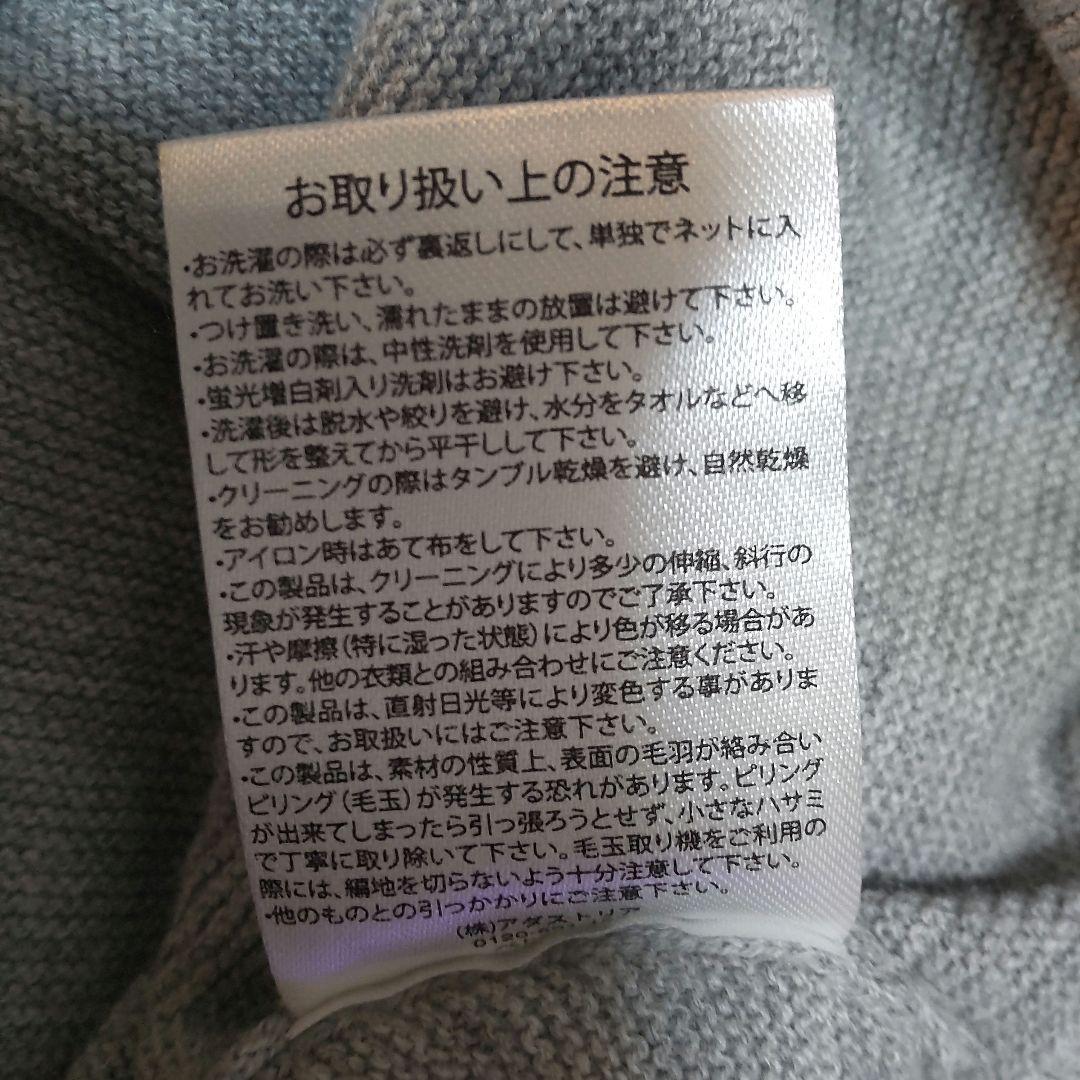 お取り扱い上の注意
・お洗濯の際は必ず裏返しにして、単独でネットに入
れてお洗い下さい。
・つけ置き洗い、濡れたままの放置は避けて下さい。
・お洗濯の際は、中性洗剤を使用して下さい。
・蛍光増白剤入り洗剤はお避け下さい。
・洗濯後は脱水や絞りを避け、水分をタオルなどへ移
して形を整えてから平干しして下さい。
・クリーニングの際はタンブル乾燥を避け、自然乾燥
をお勧めします。
・アイロン時はあて布をして下さい。
・この製品は、クリーニングにより多少の伸縮、斜行の
現象が発生することがありますのでご了承下さい。
・汗や摩擦(特に湿った状態)により色が移る場合があ
ります。他の衣類との組み合わせにご注意ください。
・この製品は、直射日光等により変色する事がありま
すので、お取扱いにはご注意下さい。
・この製品は、素材の性質上、表面の毛羽が絡み合い
ピリング(毛玉)が発生する恐れがあります。ピリング
が出来てしまったら引っ張ろうとせず、小さなハサミ
で丁寧に取り除いて下さい。毛玉取り機をご利用の
際には、編地を切らないよう十分注意して下さい。
・他のものとの引っかかりにご注意下さい。
(株)アダストリア
0120-